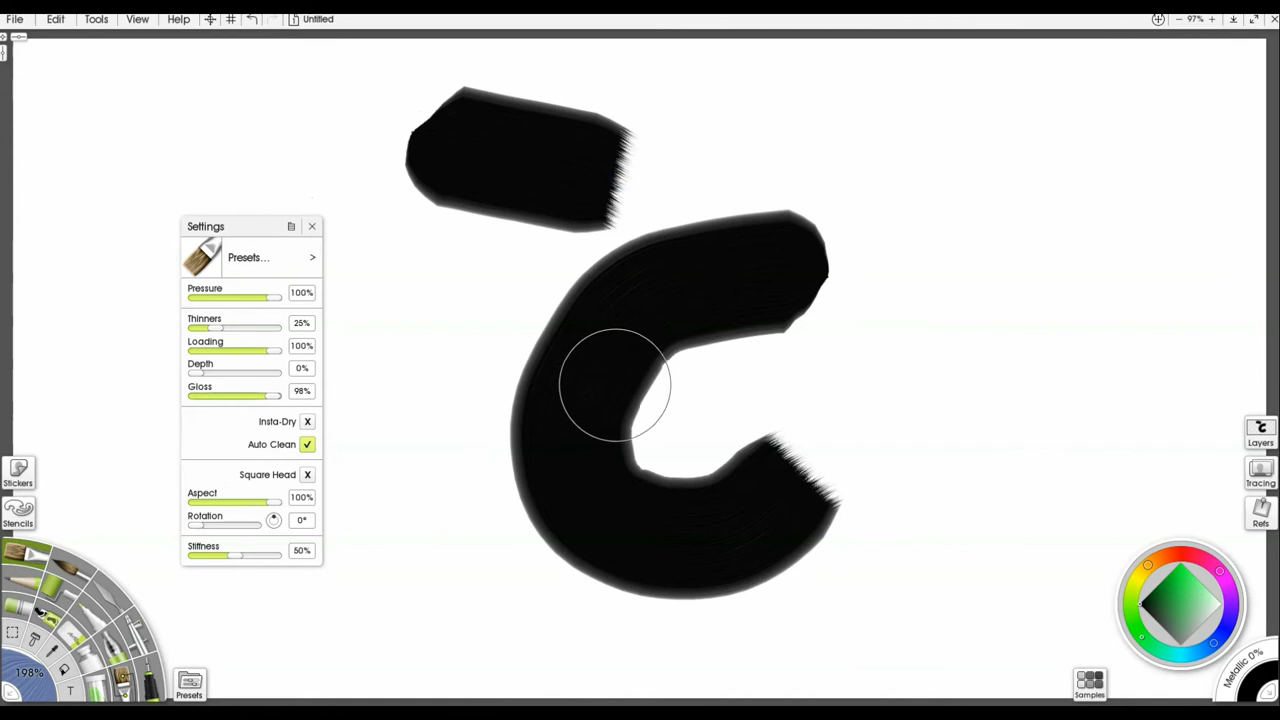 File Edit Tools View Help Untitled 97%
Settings
Presets... >
Pressure 100%
Thinners 25%
Loading 100%
Depth 0%
Gloss 98%
Insta-Dry X
Auto Clean ✓
Square Head X
Aspect 100%
Rotation 0°
Stiffness 50%
Stickers
Stencils
Layers
Tracing
Refs
198%
T
Presets
Samples
Metallic 0%